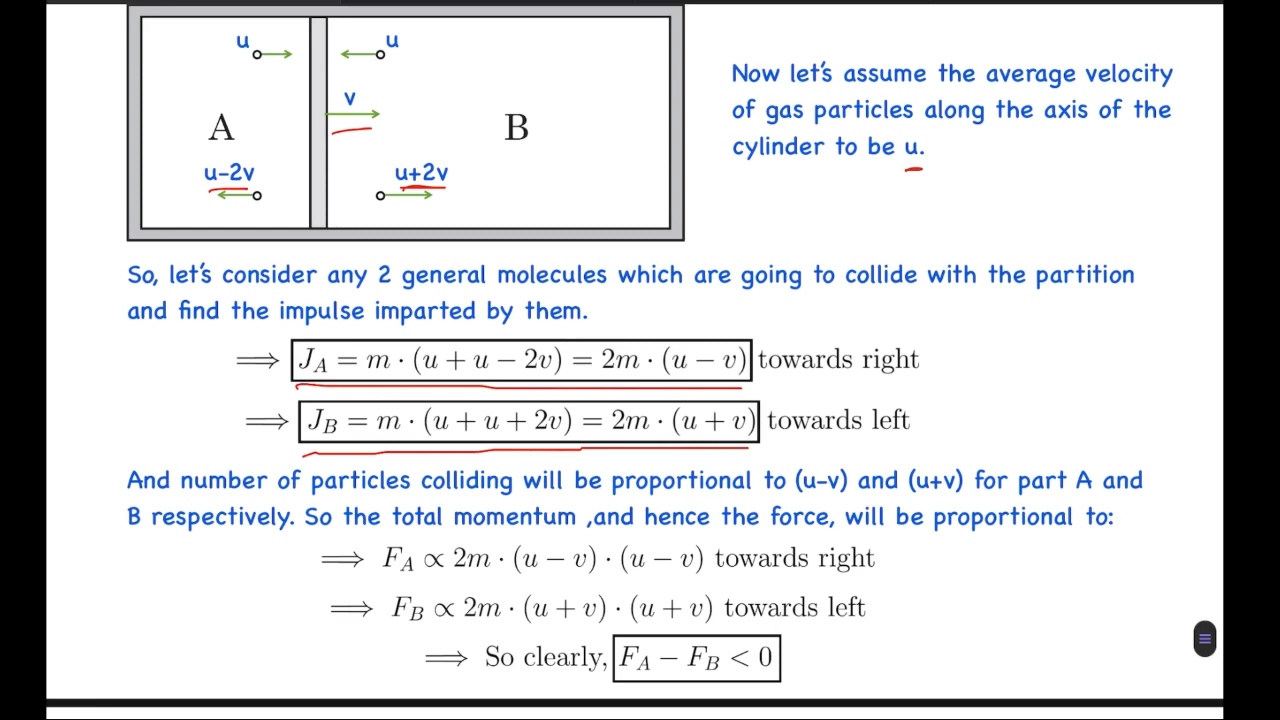 u
u
v
A
B
u-2v
u+2v
Now let's assume the average velocity
of gas particles along the axis of the
cylinder to be u.
So, let's consider any 2 general molecules which are going to collide with the partition
and find the impulse imparted by them.
⟹ J_A = m · (u + u − 2v) = 2m · (u − v) towards right
⟹ J_B = m · (u + u + 2v) = 2m · (u + v) towards left
And number of particles colliding will be proportional to (u-v) and (u+v) for part A and
B respectively. So the total momentum ,and hence the force, will be proportional to:
⟹ F_A ∝ 2m · (u − v) · (u − v) towards right
⟹ F_B ∝ 2m · (u + v) · (u + v) towards left
⟹ So clearly, F_A − F_B < 0